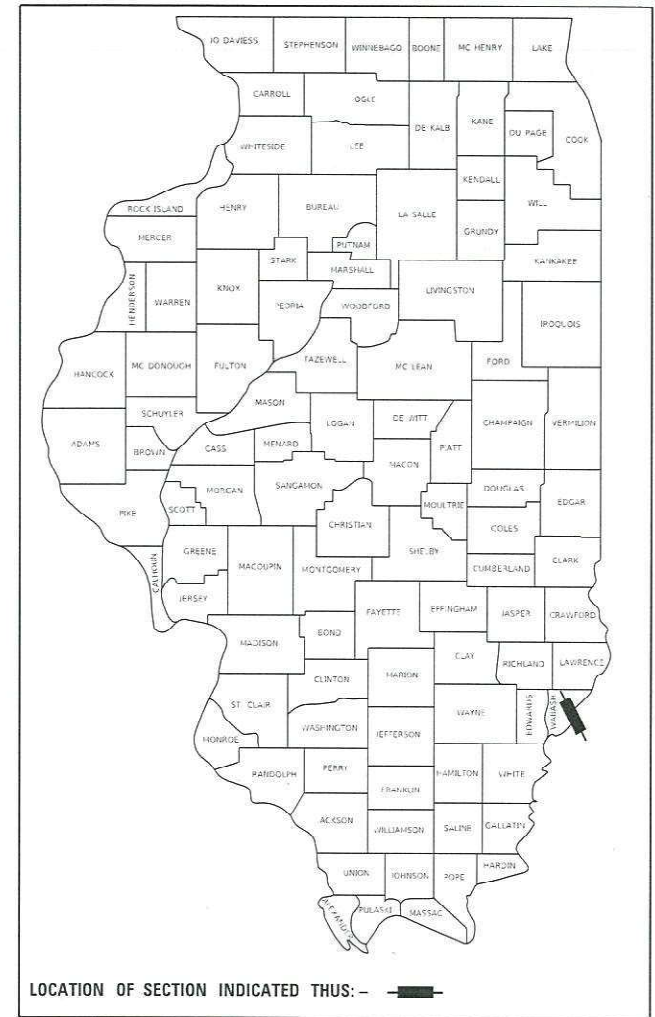 JO DAVIESS STEPHENSON WINNEBAGO BOONE MC HENRY LAKE
CARROLL OGLE DE KALB KANE DU PAGE COOK
WHITESIDE LEE KENDALL
ROCK ISLAND HENRY BUREAU LA SALLE GRUNDY WILL
MERCER STARK PUTNAM KANKAKEE
HENDERSON WARREN KNOX MARSHALL LIVINGSTON
PEORIA WOODFORD IROQUOIS
HANCOCK MC DONOUGH FULTON TAZEWELL MC LEAN FORD
SCHUYLER MASON LOGAN DE WITT CHAMPAIGN VERMILION
ADAMS BROWN CASS MENARD MACON PIATT
MORGAN SANGAMON DOUGLAS EDGAR
PIKE SCOTT CHRISTIAN MOULTRIE COLES
CALHOUN GREENE MACOUPIN MONTGOMERY SHELBY CUMBERLAND CLARK
JERSEY FAYETTE EFFINGHAM JASPER CRAWFORD
MADISON BOND CLAY RICHLAND LAWRENCE
CLINTON MARION
ST. CLAIR WAYNE EDWARDS WABASH
MONROE WASHINGTON JEFFERSON
RANDOLPH PERRY HAMILTON WHITE
FRANKLIN
ACKSON WILLIAMSON SALINE GALLATIN
UNION JOHNSON POPE HARDIN
ALEXANDER PULASKI MASSAC
LOCATION OF SECTION INDICATED THUS: -